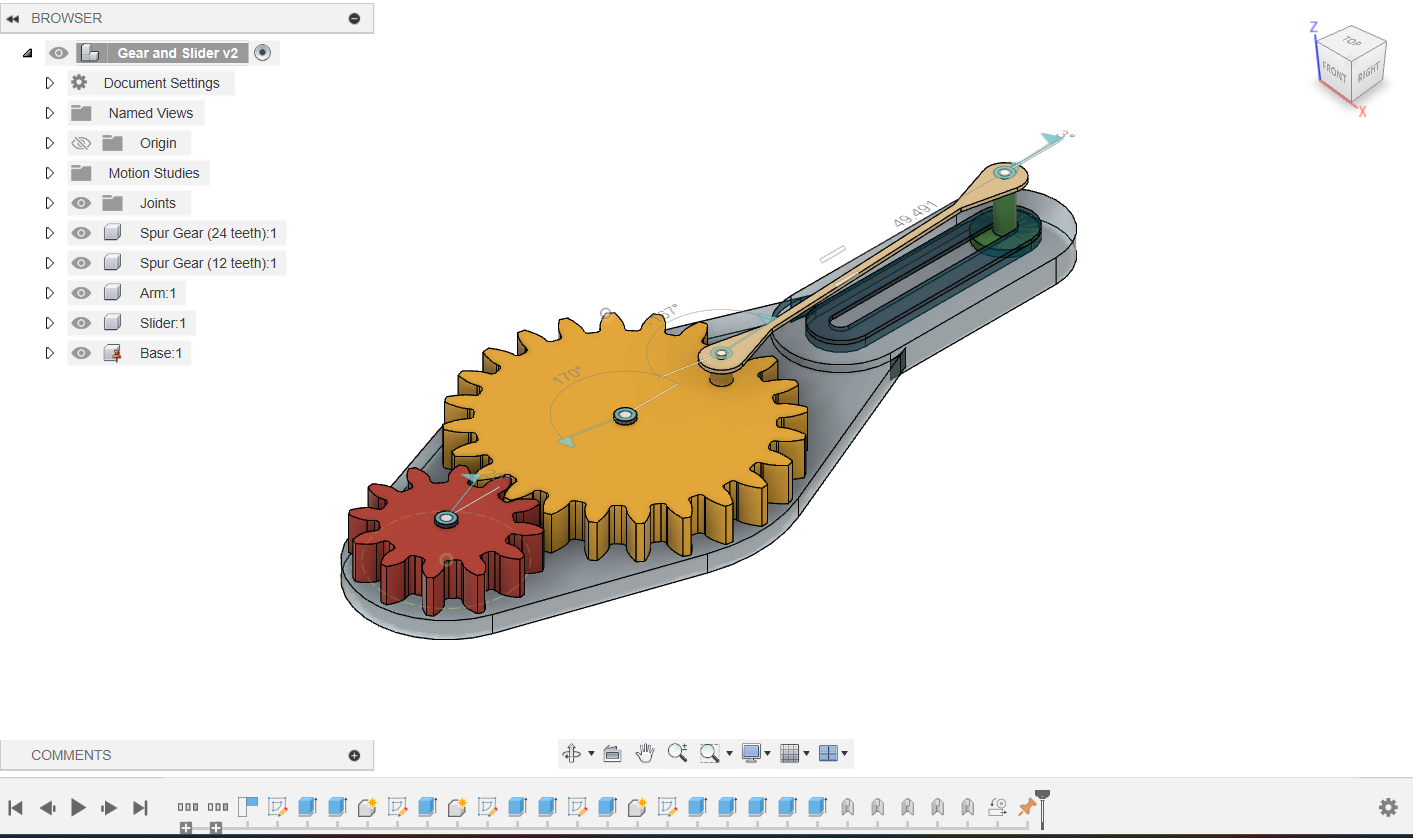 BROWSER
Gear and Slider v2
Document Settings
Named Views
Origin
Motion Studies
Joints
Spur Gear (24 teeth):1
Spur Gear (12 teeth):1
Arm:1
Slider:1
Base:1
Z
TOP
FRONT
RIGHT
X
49.491
170°
COMMENTS